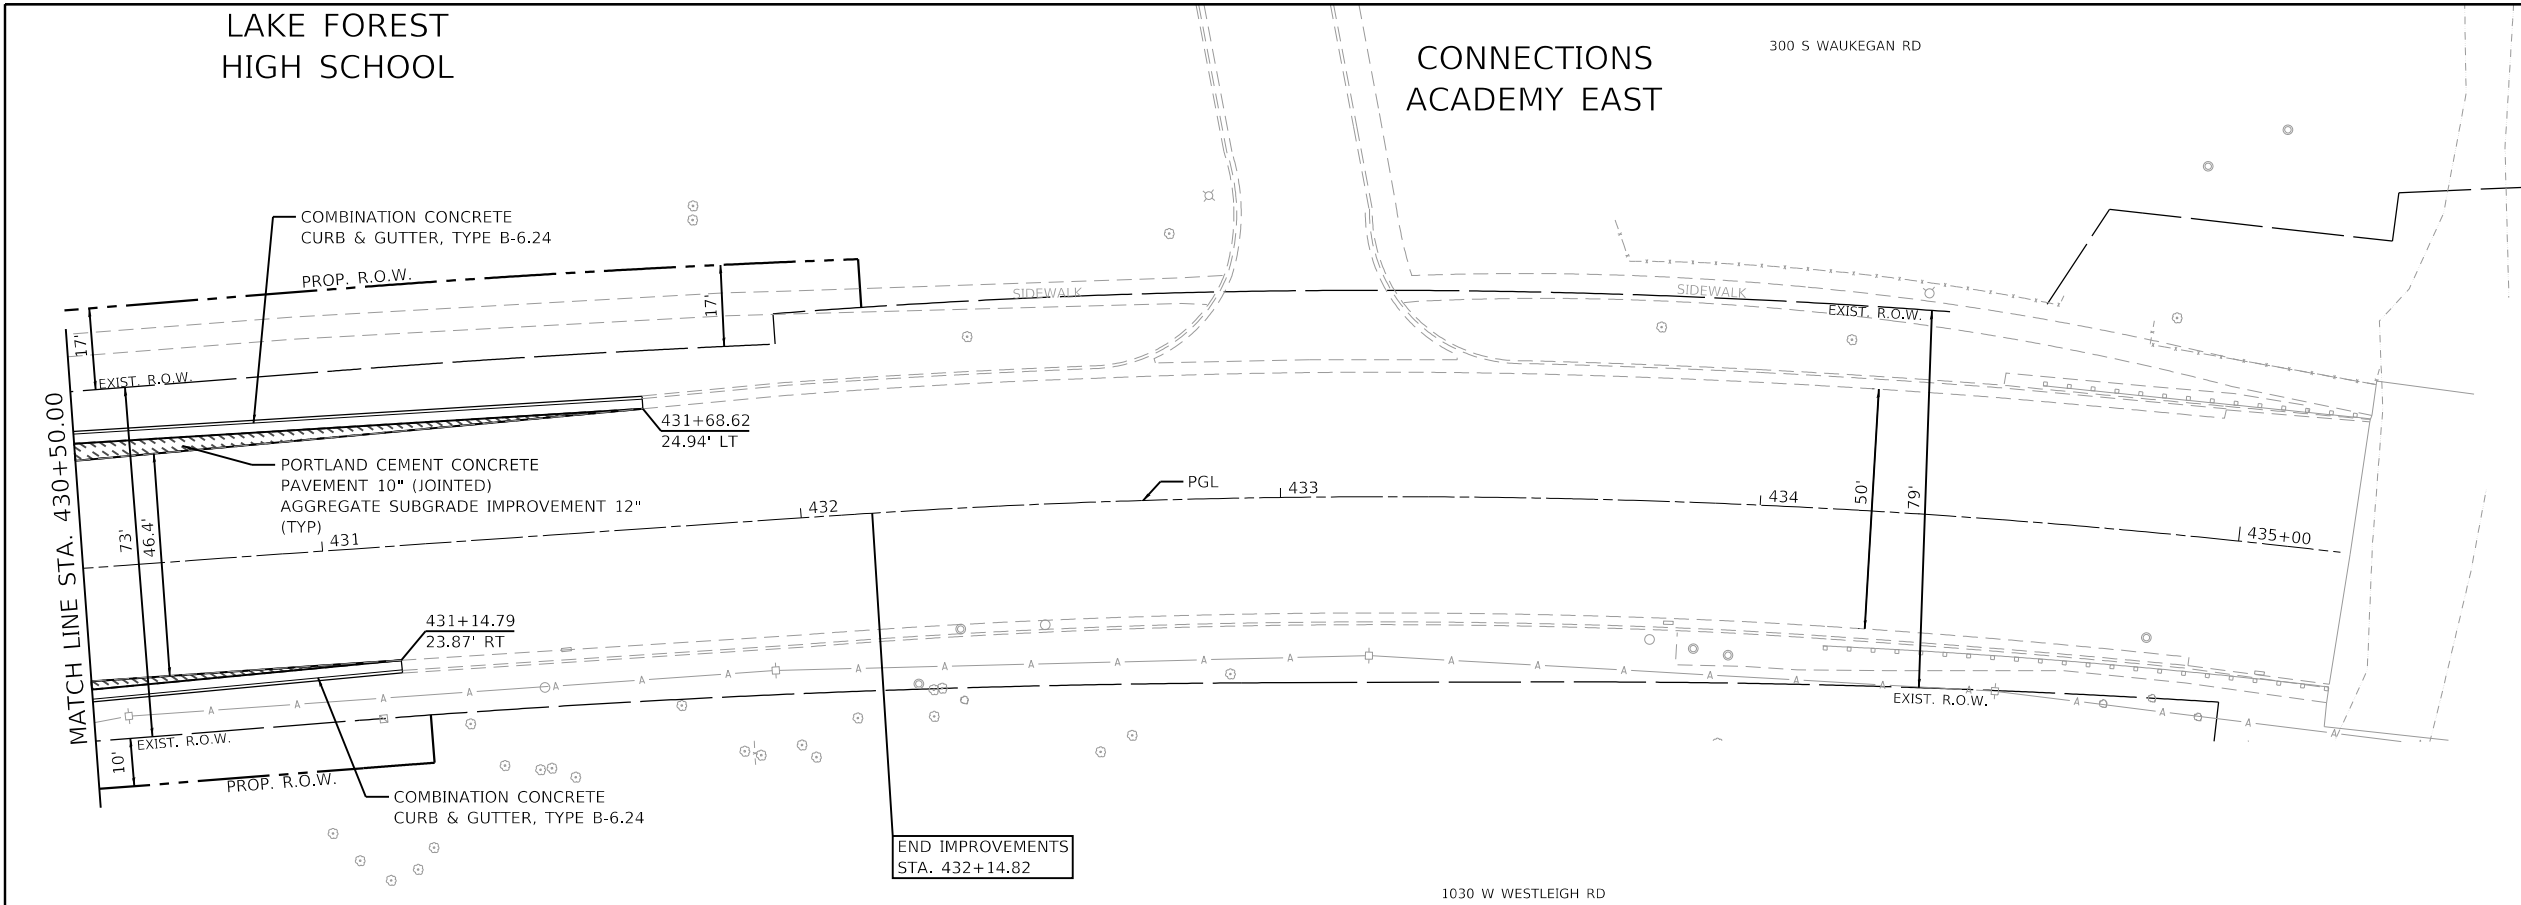 LAKE FOREST
HIGH SCHOOL
CONNECTIONS
ACADEMY EAST
300 S WAUKEGAN RD
COMBINATION CONCRETE
CURB & GUTTER, TYPE B-6.24
PROP. R.O.W.
17'
17'
SIDEWALK
SIDEWALK
EXIST. R.O.W.
EXIST. R.O.W.
MATCH LINE STA. 430+50.00
431+68.62
24.94' LT
PORTLAND CEMENT CONCRETE
PAVEMENT 10" (JOINTED)
AGGREGATE SUBGRADE IMPROVEMENT 12"
(TYP)
PGL
73'
46.4'
50'
79'
431
432
433
434
435+00
431+14.79
23.87' RT
A A A A A A A A A A A A A A A A A A A A A A A A A A
EXIST. R.O.W.
EXIST. R.O.W.
10'
PROP. R.O.W.
COMBINATION CONCRETE
CURB & GUTTER, TYPE B-6.24
END IMPROVEMENTS
STA. 432+14.82
1030 W WESTLEIGH RD